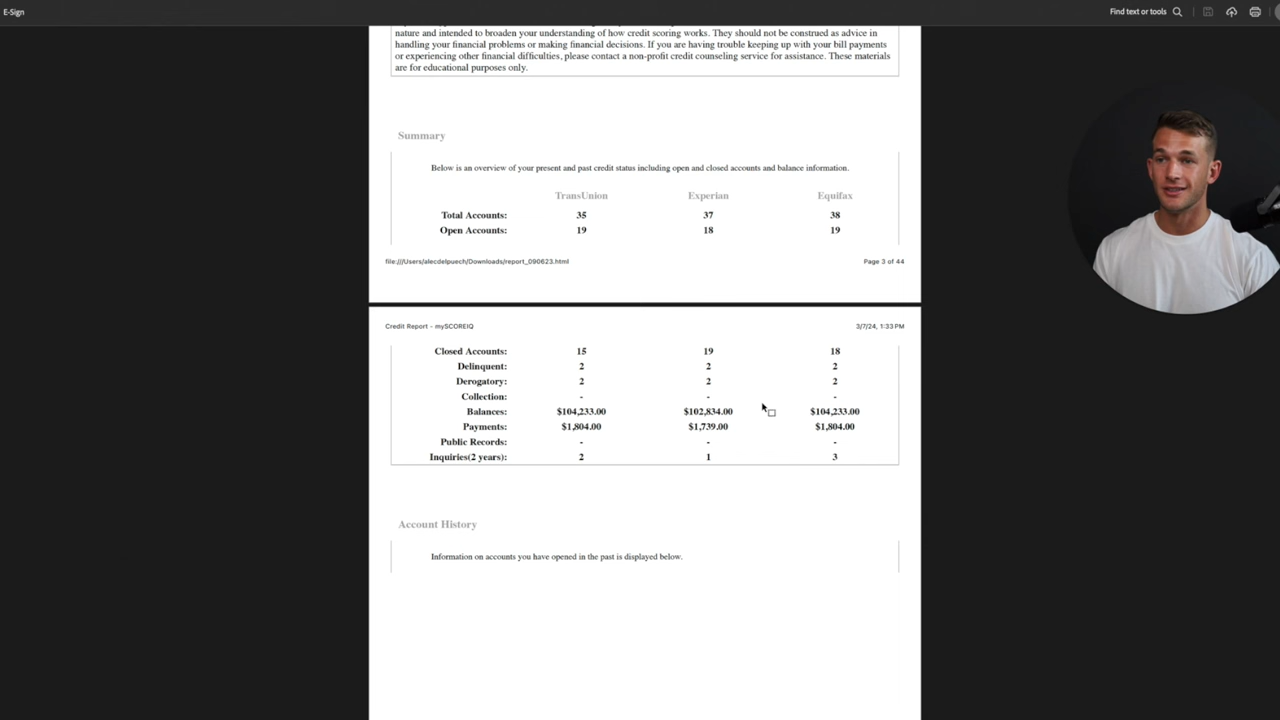 E-Sign
Find text or tools
nature and intended to broaden your understanding of how credit scoring works. They should not be construed as advice in
handling your financial problems or making financial decisions. If you are having trouble keeping up with your bill payments
or experiencing other financial difficulties, please contact a non-profit credit counseling service for assistance. These materials
are for educational purposes only.
Summary
Below is an overview of your present and past credit status including open and closed accounts and balance information.
TransUnion Experian Equifax
Total Accounts: 35 37 38
Open Accounts: 19 18 19
file:///Users/alecdelpuech/Downloads/report_090623.html Page 3 of 44
Credit Report - mySCOREIQ 3/7/24, 1:33 PM
Closed Accounts: 15 19 18
Delinquent: 2 2 2
Derogatory: 2 2 2
Collection: - - -
Balances: $104,233.00 $102,834.00 $104,233.00
Payments: $1,804.00 $1,739.00 $1,804.00
Public Records: - - -
Inquiries(2 years): 2 1 3
Account History
Information on accounts you have opened in the past is displayed below.